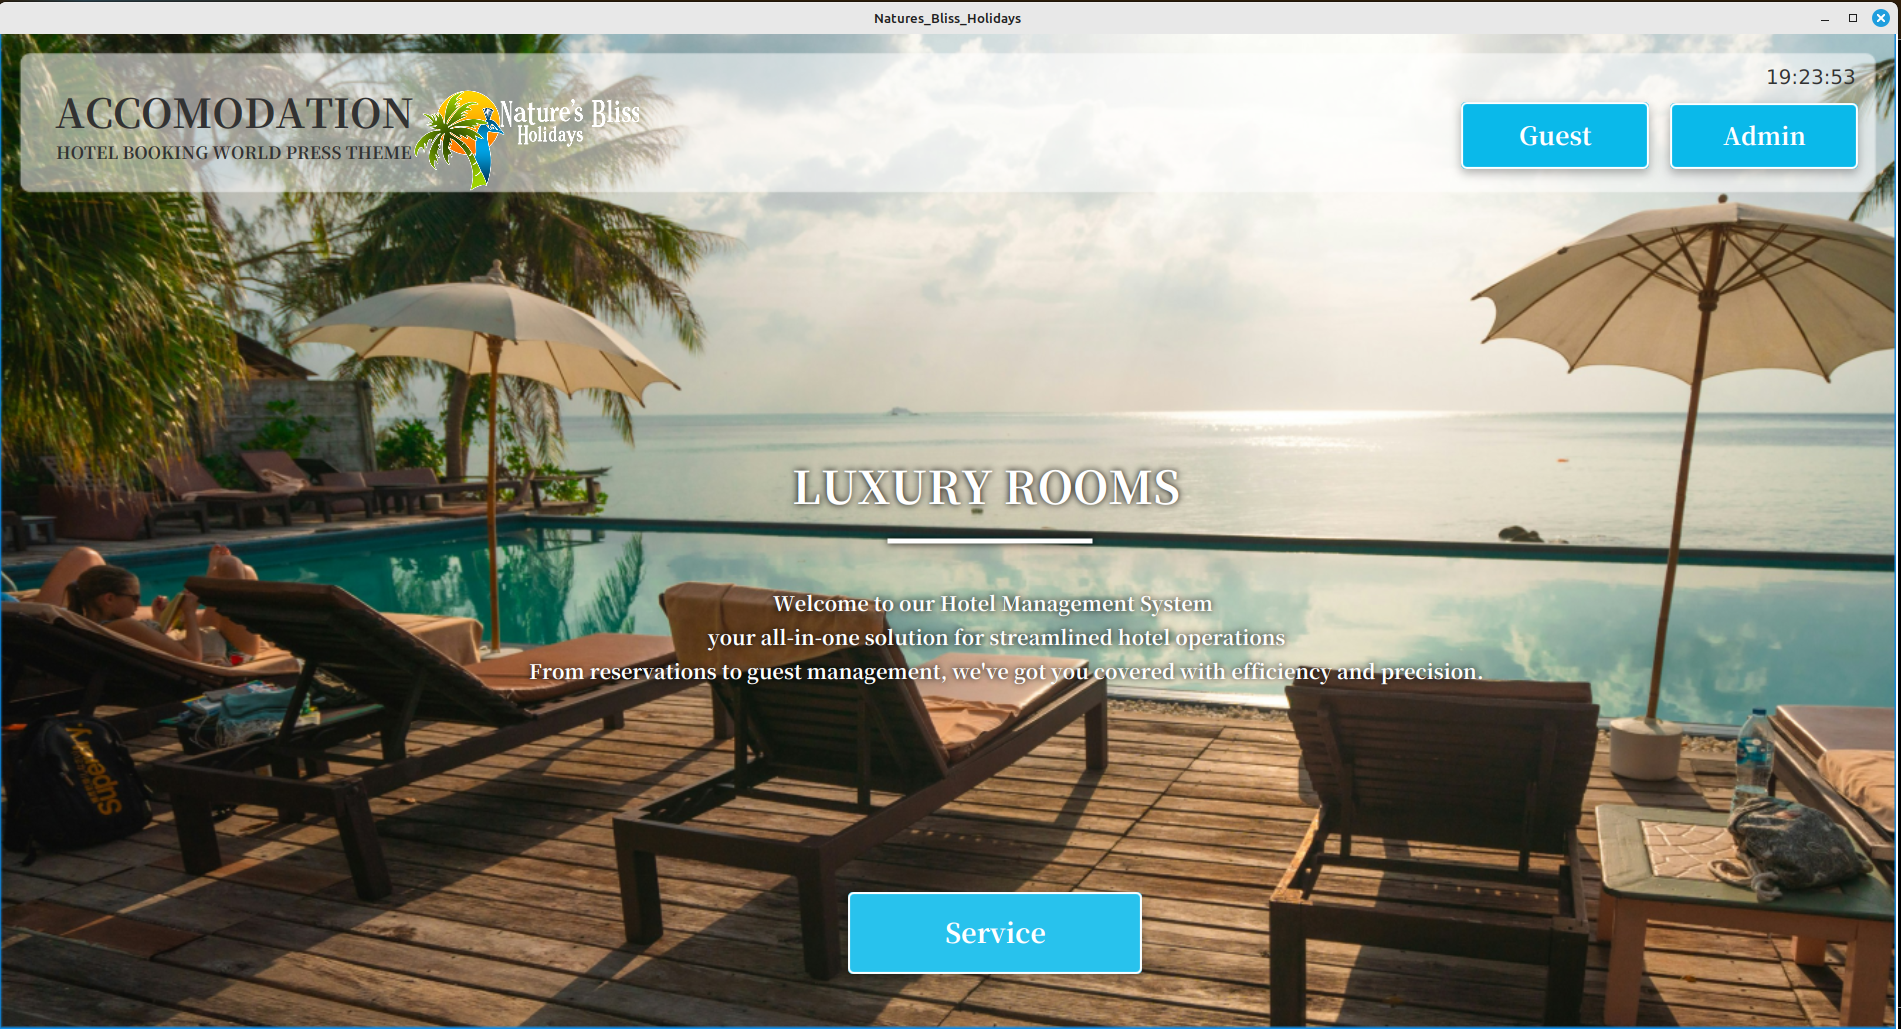 Natures_Bliss_Holidays
19:23:53
ACCOMODATION
HOTEL BOOKING WORLD PRESS THEME
Nature's Bliss
Holidays
Guest
Admin
LUXURY ROOMS
Welcome to our Hotel Management System
your all-in-one solution for streamlined hotel operations
From reservations to guest management, we've got you covered with efficiency and precision.
Superdry
Service